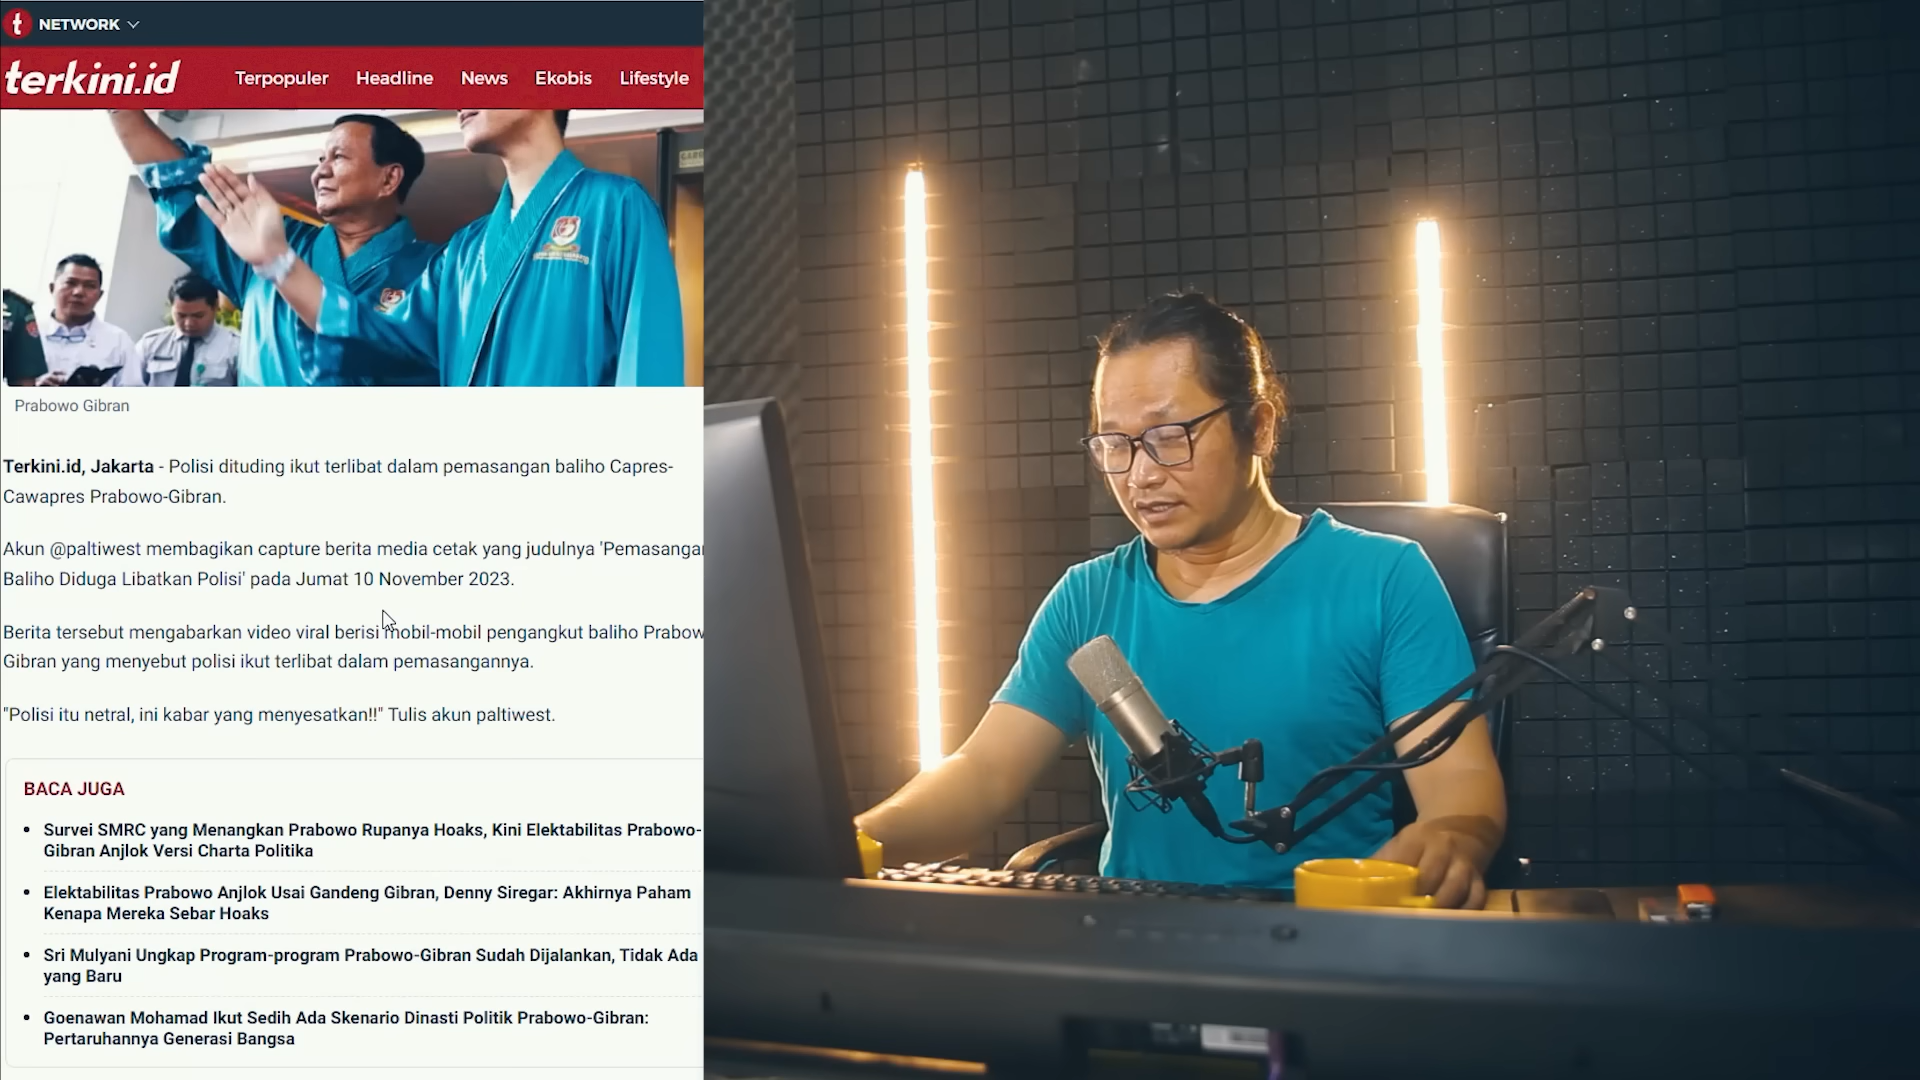 t NETWORK
terkini.id Terpopuler Headline News Ekobis Lifestyle
Prabowo Gibran
Terkini.id, Jakarta - Polisi dituding ikut terlibat dalam pemasangan baliho Capres-
Cawapres Prabowo-Gibran.
Akun @paltiwest membagikan capture berita media cetak yang judulnya 'Pemasanga
Baliho Diduga Libatkan Polisi' pada Jumat 10 November 2023.
Berita tersebut mengabarkan video viral berisi mobil-mobil pengangkut baliho Prabow
Gibran yang menyebut polisi ikut terlibat dalam pemasangannya.
"Polisi itu netral, ini kabar yang menyesatkan!!" Tulis akun paltiwest.
BACA JUGA
Survei SMRC yang Menangkan Prabowo Rupanya Hoaks, Kini Elektabilitas Prabowo-
Gibran Anjlok Versi Charta Politika
Elektabilitas Prabowo Anjlok Usai Gandeng Gibran, Denny Siregar: Akhirnya Paham
Kenapa Mereka Sebar Hoaks
Sri Mulyani Ungkap Program-program Prabowo-Gibran Sudah Dijalankan, Tidak Ada
yang Baru
Goenawan Mohamad Ikut Sedih Ada Skenario Dinasti Politik Prabowo-Gibran:
Pertaruhannya Generasi Bangsa